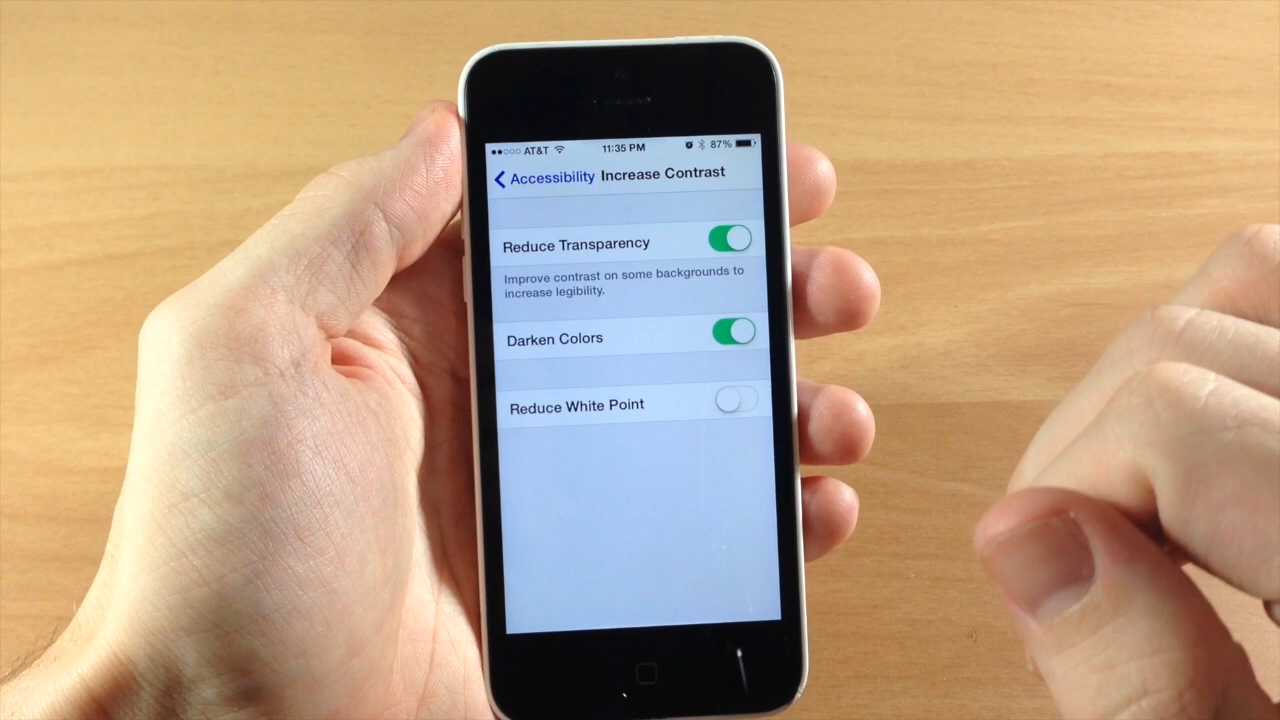 AT&T 11:35 PM 87%
Accessibility Increase Contrast
Reduce Transparency
Improve contrast on some backgrounds to
increase legibility.
Darken Colors
Reduce White Point